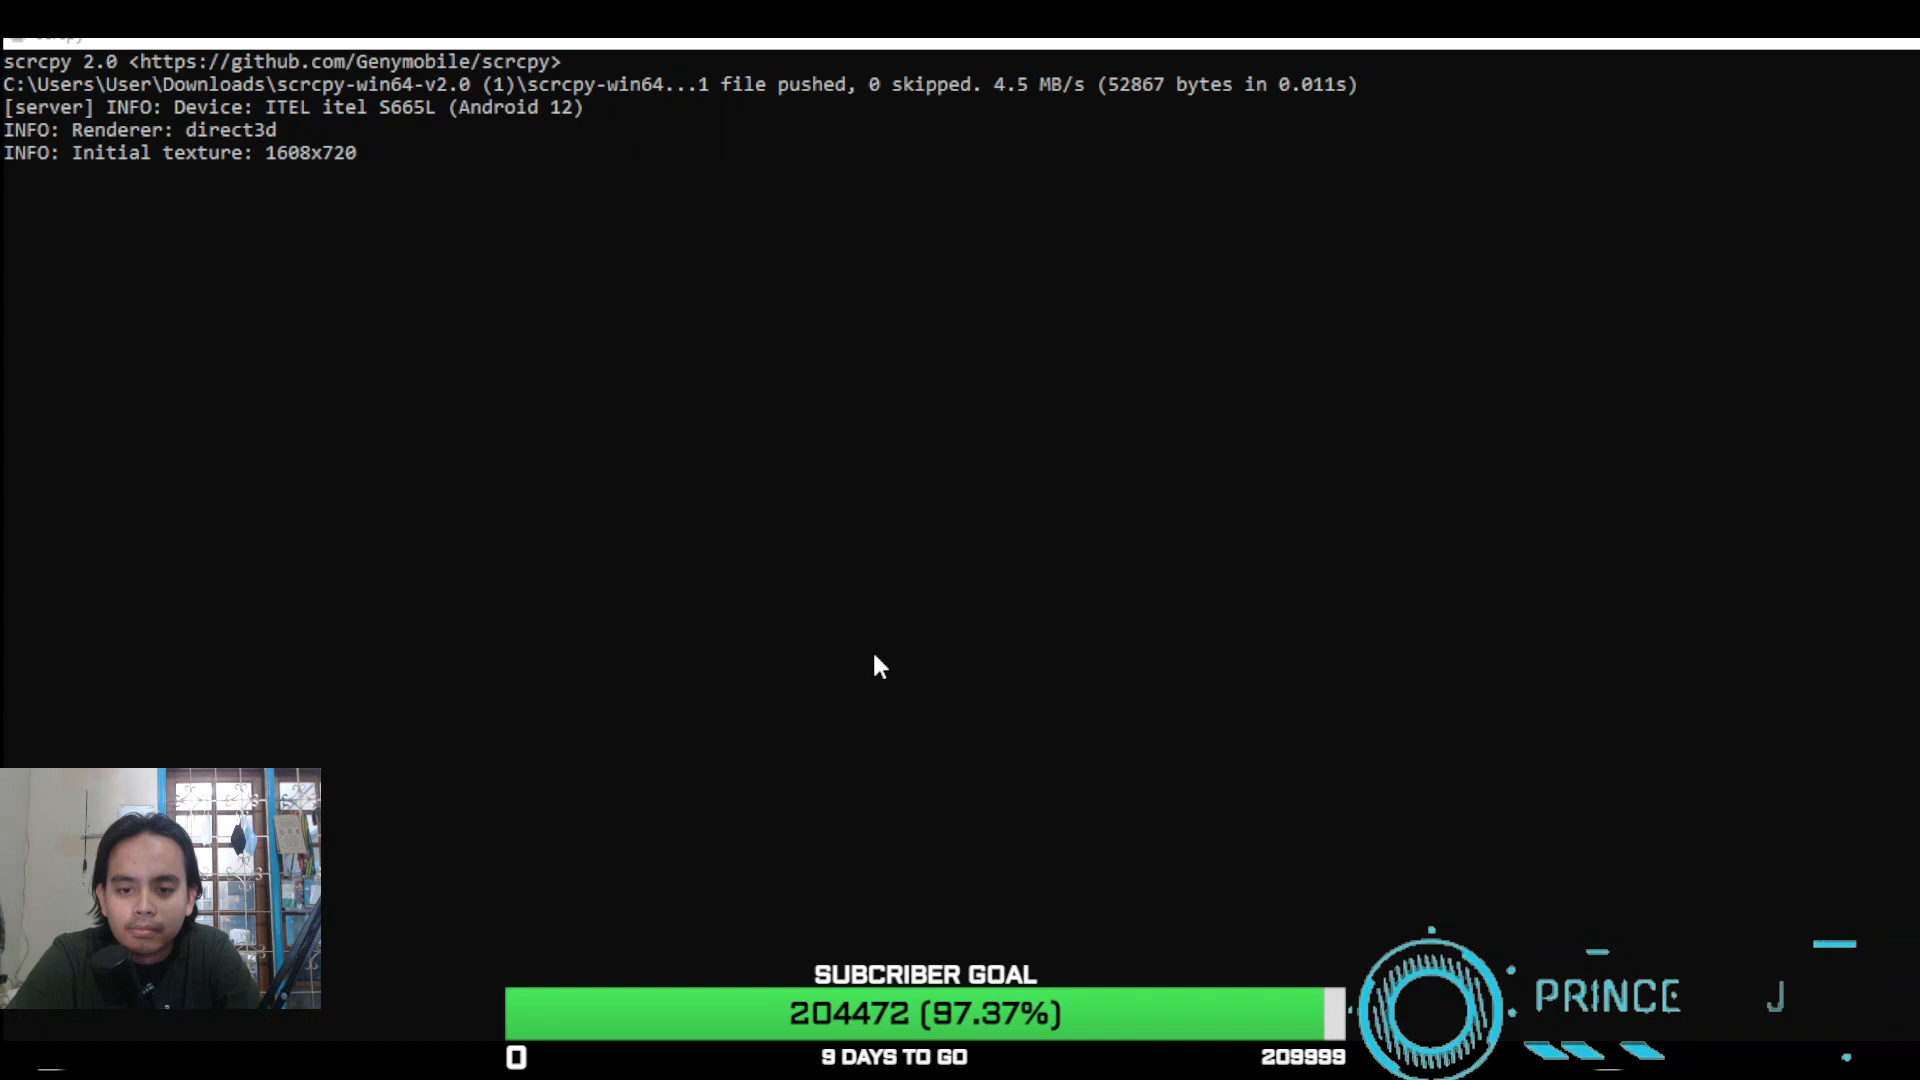 scrcpy 2.0 <https://github.com/Genymobile/scrcpy>
C:\Users\User\Downloads\scrcpy-win64-v2.0 (1)\scrcpy-win64...1 file pushed, 0 skipped. 4.5 MB/s (52867 bytes in 0.011s)
[server] INFO: Device: ITEL itel S665L (Android 12)
INFO: Renderer: direct3d
INFO: Initial texture: 1608x720
SUBCRIBER GOAL
204472 (97.37%)
0 9 DAYS TO GO 209999
PRINCE J